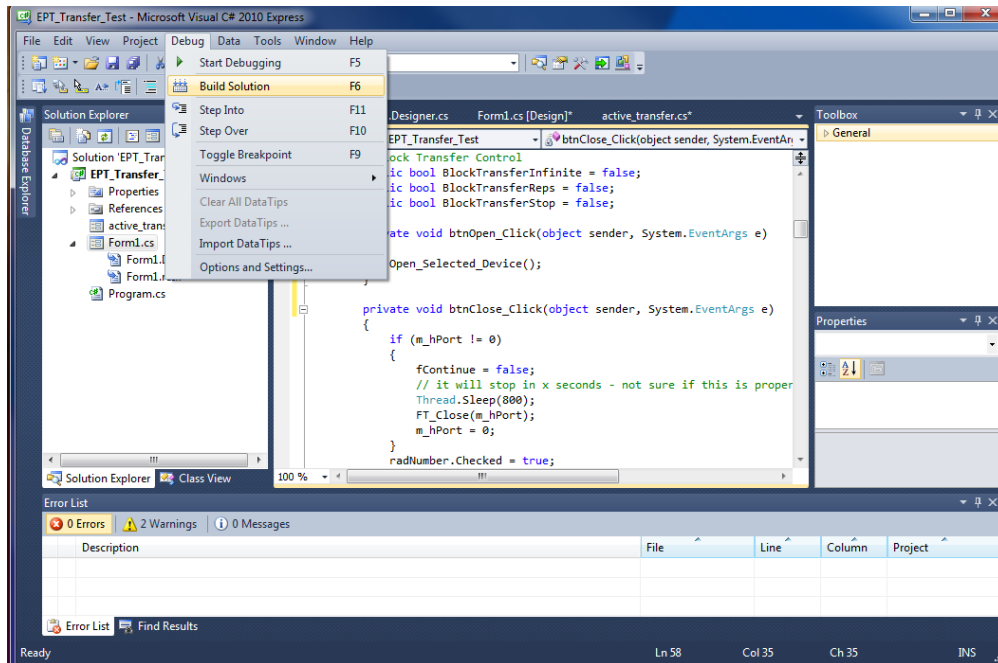 EPT_Transfer_Test - Microsoft Visual C# 2010 Express
File Edit View Project Debug Data Tools Window Help
Start Debugging F5
Build Solution F6
Step Into F11
Step Over F10
Toggle Breakpoint F9
Windows
Clear All DataTips
Export DataTips ...
Import DataTips ...
Options and Settings...
Database Explorer
Solution Explorer
Solution 'EPT_Tran
EPT_Transfer_
Properties
References
active_trans
Form1.cs
Form1.
Form1.
Program.cs
Solution Explorer Class View
.Designer.cs Form1.cs [Design]* active_transfer.cs*
EPT_Transfer_Test btnClose_Click(object sender, System.EventArg
ock Transfer Control
ic bool BlockTransferInfinite = false;
ic bool BlockTransferReps = false;
ic bool BlockTransferStop = false;
ate void btnOpen_Click(object sender, System.EventArgs e)
Open_Selected_Device();
}
private void btnClose_Click(object sender, System.EventArgs e)
{
if (m_hPort != 0)
{
fContinue = false;
// it will stop in x seconds - not sure if this is proper
Thread.Sleep(800);
FT_Close(m_hPort);
m_hPort = 0;
}
radNumber.Checked = true;
100 %
Toolbox
General
Properties
Error List
0 Errors 2 Warnings 0 Messages
Description File Line Column Project
Error List Find Results
Ready Ln 58 Col 35 Ch 35 INS